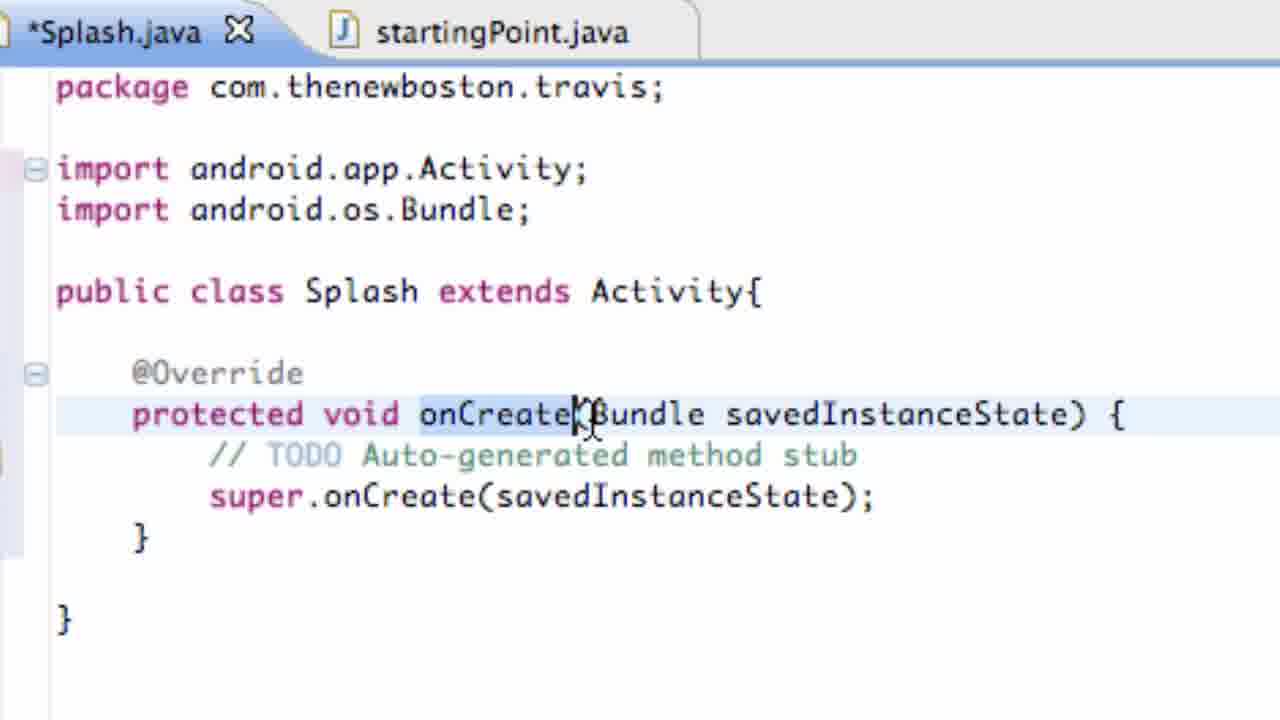 *Splash.java startingPoint.java
package com.thenewboston.travis;
import android.app.Activity;
import android.os.Bundle;
public class Splash extends Activity{
@Override
protected void onCreate(Bundle savedInstanceState) {
// TODO Auto-generated method stub
super.onCreate(savedInstanceState);
}
}